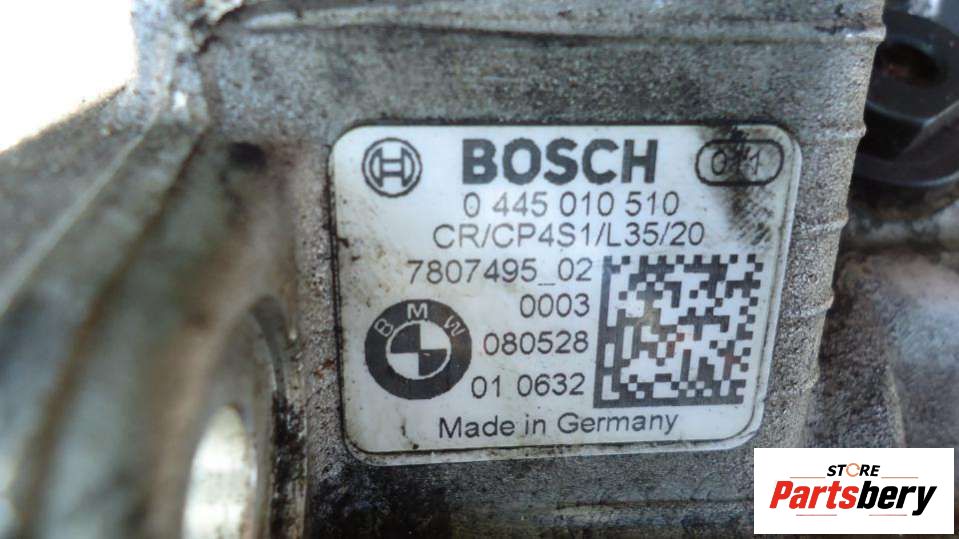 BOSCH
0 445 010 510
CR/CP4S1/L35/20
7807495_02
0003
BMW
080528
01 0632
Made in Germany
STORE
Partsbery